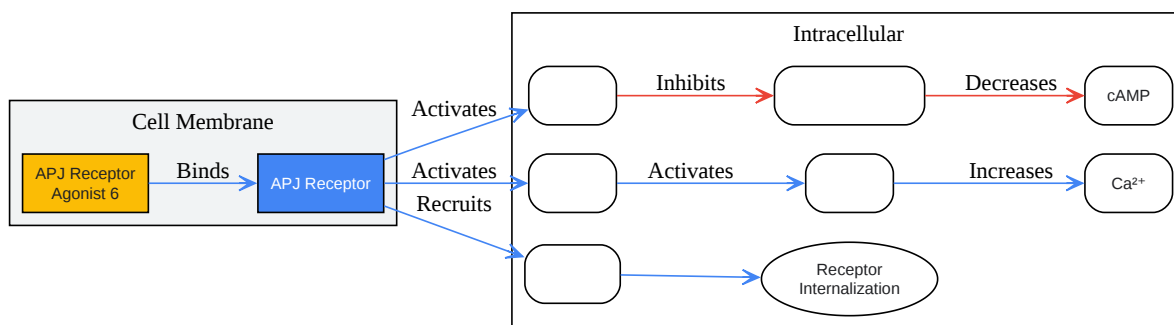 Intracellular
Inhibits
Decreases
cAMP
Activates
Cell Membrane
APJ Receptor
Agonist 6
Binds
APJ Receptor
Activates
Activates
Increases
Ca²⁺
Recruits
Receptor
Internalization